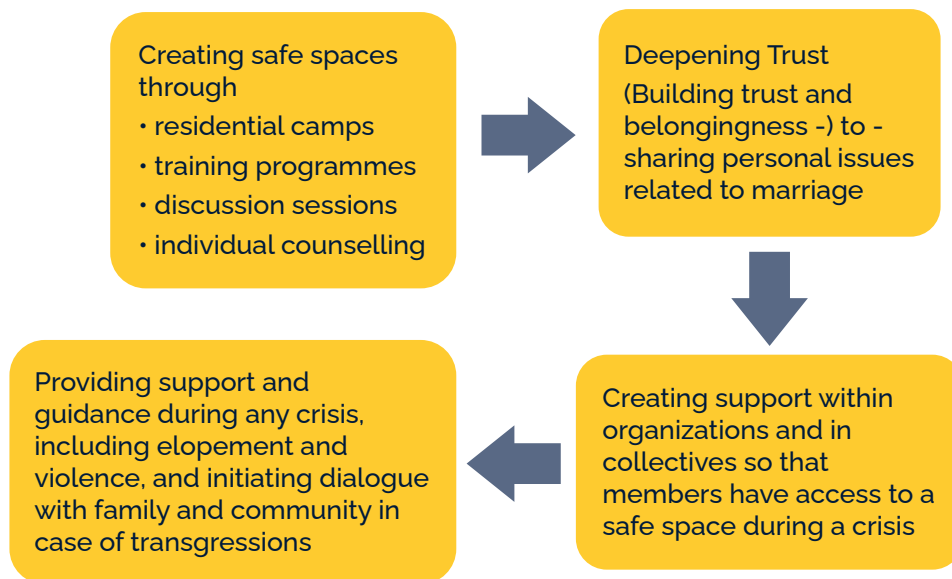 Creating safe spaces
through
• residential camps
• training programmes
• discussion sessions
• individual counselling
Deepening Trust
(Building trust and
belongingness -) to -
sharing personal issues
related to marriage
Creating support within
organizations and in
collectives so that
members have access to a
safe space during a crisis
Providing support and
guidance during any crisis,
including elopement and
violence, and initiating dialogue
with family and community in
case of transgressions